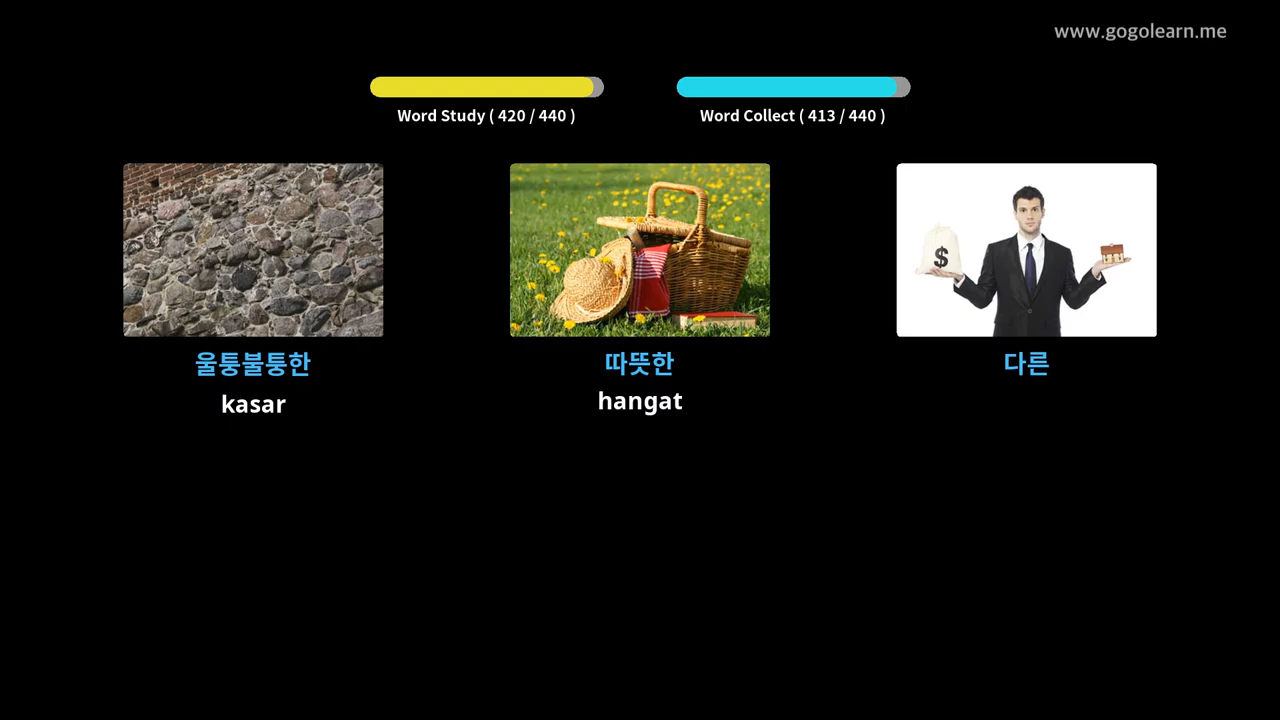 www.gogolearn.me
Word Study ( 420 / 440 )
Word Collect ( 413 / 440 )
$
울퉁불퉁한
따뜻한
다른
kasar
hangat